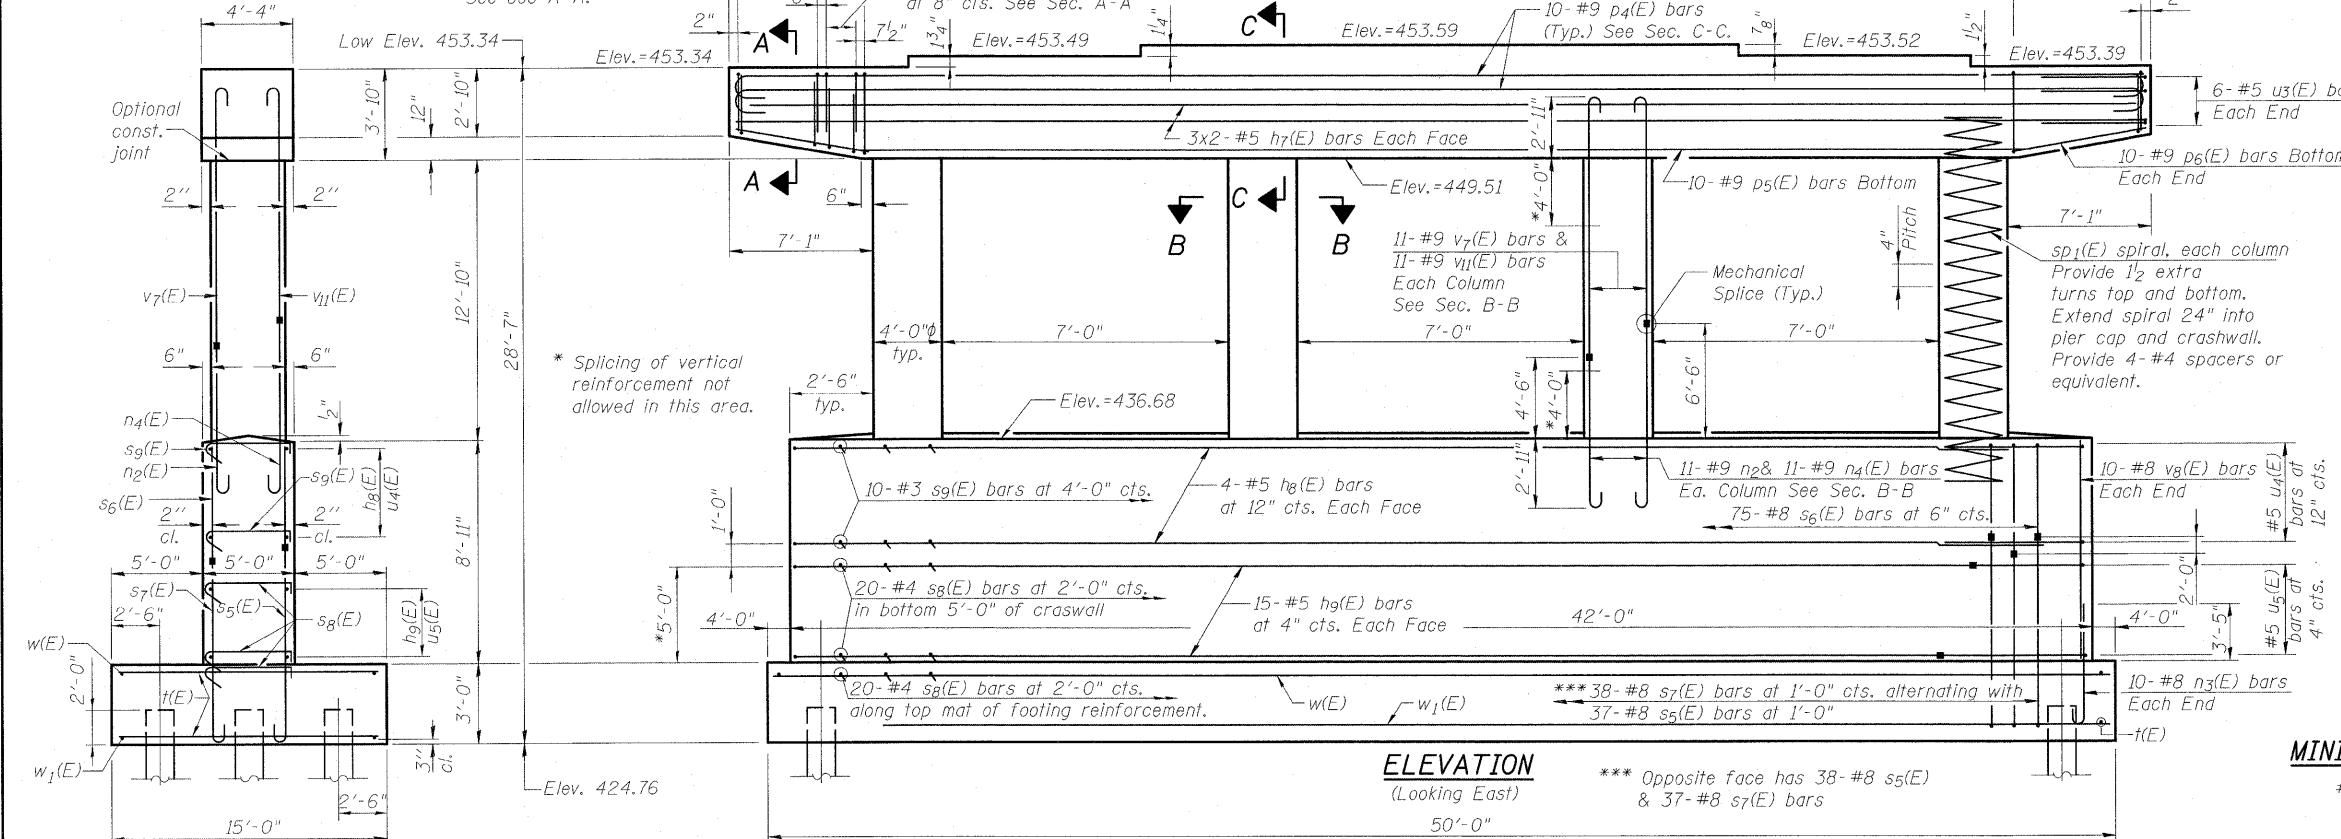 4'-4"
Low Elev. 453.34
Optional
const.
joint
3'-10"
12"
2'-10"
2"
2"
v7(E)
v11(E)
12'-10"
28'-7"
6"
6"
1/2"
n4(E)
s9(E)
n2(E)
s9(E)
s6(E)
h8(E)
u4(E)
2"
cl.
2"
cl.
5'-0"
5'-0"
5'-0"
8'-11"
s7(E)
s5(E)
2'-6"
s8(E)
h9(E)
u5(E)
w(E)
2'-0"
t(E)
3'-0"
w1(E)
3"
cl.
2'-6"
Elev. 424.76
15'-0"
* Splicing of vertical
reinforcement not
allowed in this area.
at 8" cts. See Sec. A-A
2"
A
7 1/2"
1 3/4"
Elev.=453.34
Elev.=453.49
1 1/4"
C
Elev.=453.59
10-#9 p4(E) bars
(Typ.) See Sec. C-C.
7/8"
Elev.=453.52
1 1/2"
Elev.=453.39
6-#5 u3(E)
Each End
3x2-#5 h7(E) bars Each Face
2'-11"
A
6"
7'-1"
Elev.=449.51
10-#9 p5(E) bars Bottom
10-#9 p6(E) bars Bottom
Each End
*4'-0"
B
C
B
7'-1"
11-#9 v7(E) bars &
11-#9 v11(E) bars
Each Column
See Sec. B-B
Mechanical
Splice (Typ.)
4"
Pitch
sp1(E) spiral, each column
Provide 1 1/2 extra
turns top and bottom.
Extend spiral 24" into
pier cap and crashwall.
Provide 4-#4 spacers or
equivalent.
4'-0"ϕ
typ.
7'-0"
7'-0"
7'-0"
2'-6"
typ.
Elev.=436.68
4'-6"
*4'-0"
6'-6"
2'-11"
10-#3 s9(E) bars at 4'-0" cts.
4-#5 h8(E) bars
at 12" cts. Each Face
11-#9 n2& 11-#9 n4(E) bars
Ea. Column See Sec. B-B
75-#8 s6(E) bars at 6" cts.
10-#8 v8(E) bars
Each End
#5 u4(E)
bars at
12" cts.
1'-0"
*5'-0"
20-#4 s8(E) bars at 2'-0" cts.
in bottom 5'-0" of craswall
15-#5 h9(E) bars
at 4" cts. Each Face
2'-0"
#5 u5(E)
bars at
4" cts.
3'-5"
4'-0"
42'-0"
4'-0"
20-#4 s8(E) bars at 2'-0" cts.
along top mat of footing reinforcement.
w(E)
w1(E)
*** 38-#8 s7(E) bars at 1'-0" cts. alternating with
37-#8 s5(E) bars at 1'-0"
10-#8 n3(E) bars
Each End
t(E)
ELEVATION
(Looking East)
*** Opposite face has 38-#8 s5(E)
& 37-#8 s7(E) bars
50'-0"
MINI